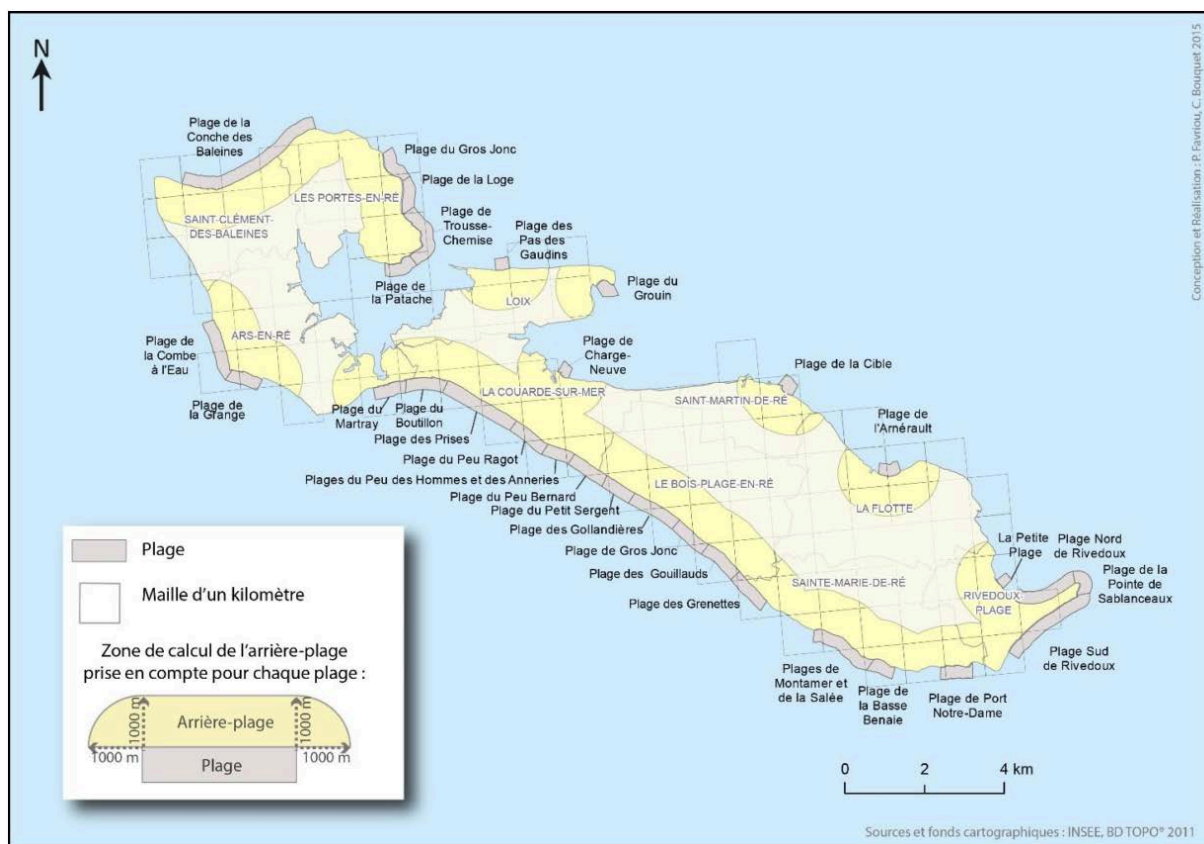 N
Conception et Réalisation : P. Favriou, C. Bouquet 2015
Plage de la
Conche des
Baleines
Plage du Gros Jonc
Plage de la Loge
LES PORTES-EN-RÉ
SAINT-CLÉMENT-
DES-BALEINES
Plage de
Trousse-
Chemise
Plage des
Pas des
Gaudins
Plage
de la Patache
Plage du
Grouin
LOIX
ARS-EN-RÉ
Plage de
la Combe
à l'Eau
Plage de
la Grange
Plage de
Charge-
Neuve
Plage de la Cible
LA COUARDE-SUR-MER
SAINT-MARTIN-DE-RÉ
Plage du
Martray
Plage du
Boutillon
Plage des Prises
Plage de
l'Arnérault
Plage du Peu Ragot
Plages du Peu des Hommes et des Anneries
Plage du Peu Bernard
Plage du Petit Sergent
Plage des Gollandières
LE BOIS-PLAGE-EN-RÉ
LA FLOTTE
Plage de Gros Jonc
Plage des Gouillauds
Plage des Grenettes
SAINTE-MARIE-DE-RÉ
La Petite
Plage
Plage Nord
de Rivedoux
Plage de la
Pointe de
Sablanceaux
RIVEDOUX-
PLAGE
Plage Sud
de Rivedoux
Plages de
Montamer et
de la Salée
Plage de
la Basse
Benaie
Plage de Port
Notre-Dame
Plage
Maille d'un kilomètre
Zone de calcul de l'arrière-plage
prise en compte pour chaque plage :
1000 m
Arrière-plage
1000 m
1000 m
Plage
1000 m
0 2 4 km
Sources et fonds cartographiques : INSEE, BD TOPO® 2011